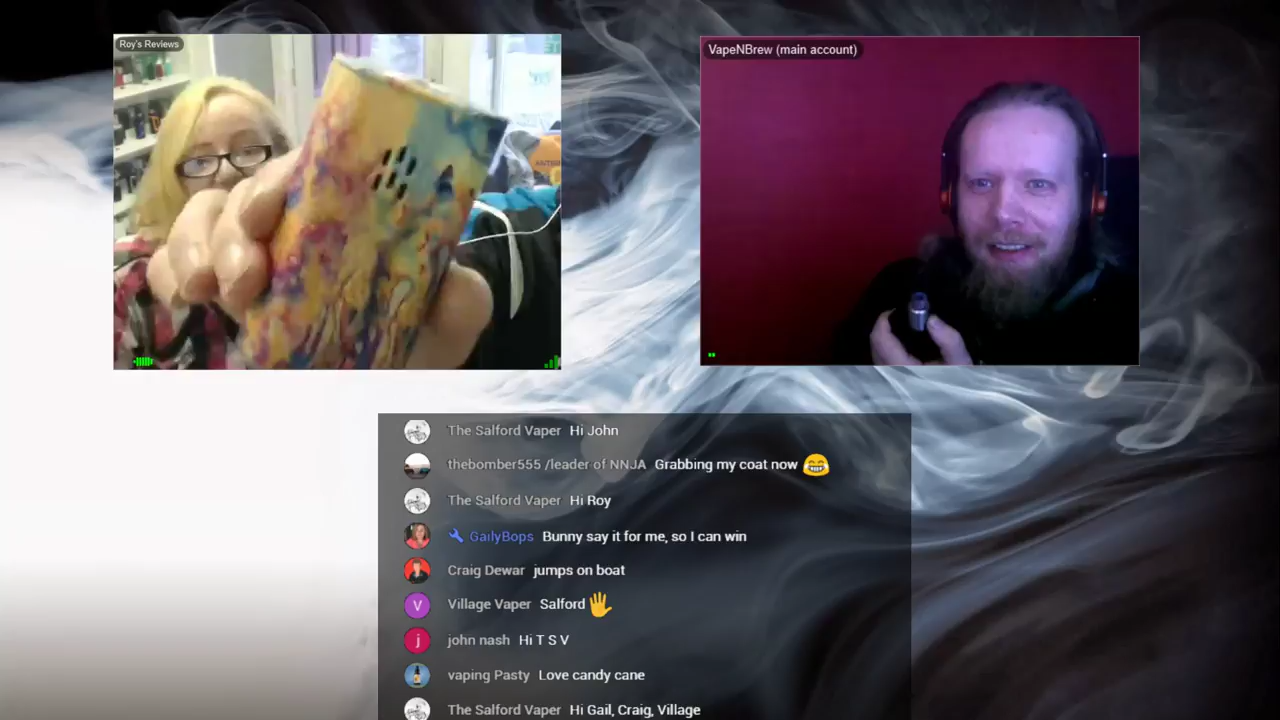 Roy's Reviews
VapeNBrew (main account)
The Salford Vaper Hi John
thebomber555 /leader of NNJA Grabbing my coat now 😂
The Salford Vaper Hi Roy
GailyBops Bunny say it for me, so I can win
Craig Dewar jumps on boat
V Village Vaper Salford 🖐
j john nash Hi T S V
vaping Pasty Love candy cane
The Salford Vaper Hi Gail, Craig, Village